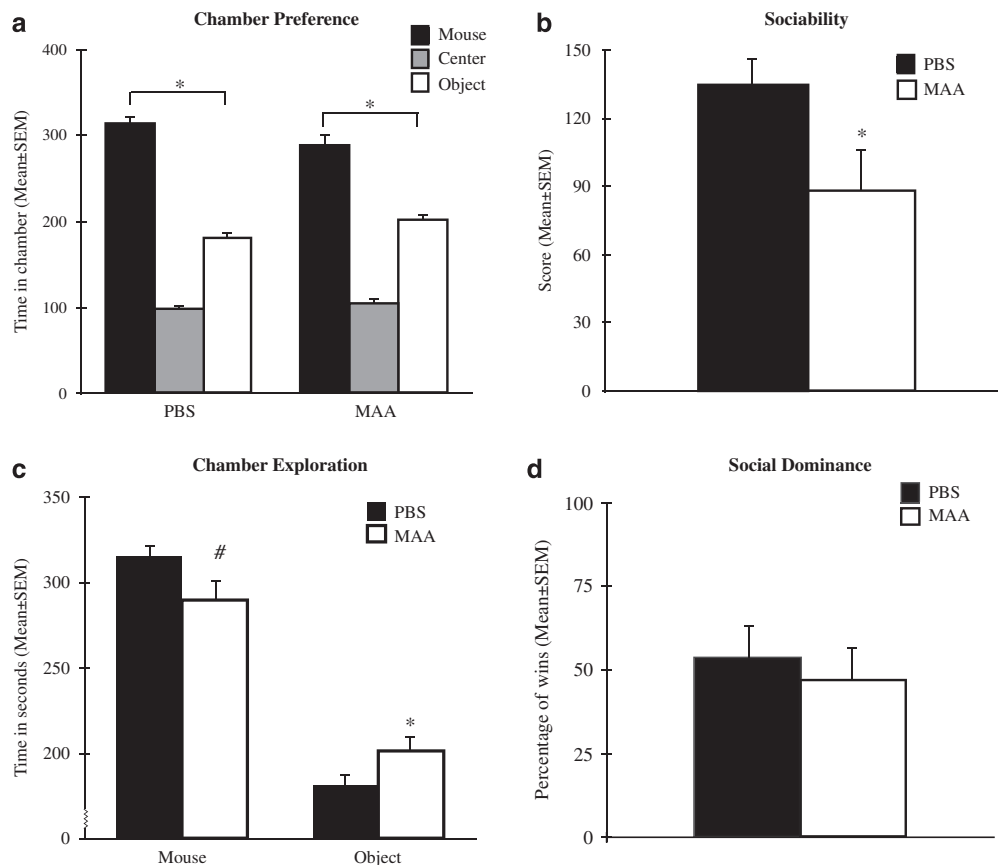 a
Chamber Preference
Mouse
Center
Object
400
300
200
100
0
Time in chamber (Mean±SEM)
*
*
PBS
MAA
b
Sociability
PBS
MAA
150
120
90
60
30
0
Score (Mean±SEM)
*
c
Chamber Exploration
PBS
MAA
350
300
250
200
0
Time in seconds (Mean±SEM)
#
*
Mouse
Object
d
Social Dominance
PBS
MAA
100
75
50
25
0
Percentage of wins (Mean±SEM)